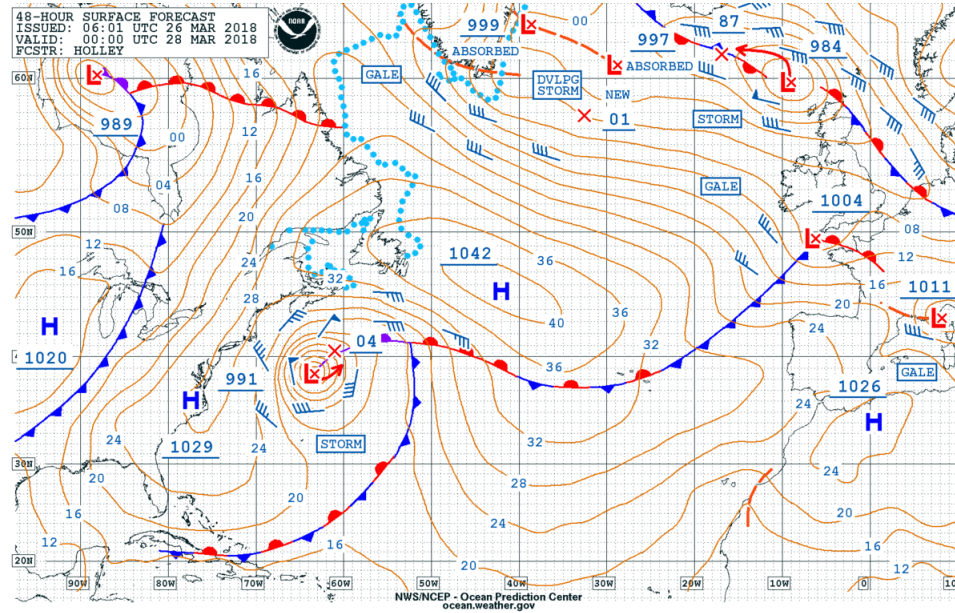 48-HOUR SURFACE FORECAST
ISSUED: 06:01 UTC 26 MAR 2018
VALID: 00:00 UTC 28 MAR 2018
FCSTR: HOLLEY
NOAA
999
00
997
87
984
ABSORBED
L
L
ABSORBED
16
GALE
60N
L
DVLPG
STORM
NEW
L
01
STORM
989
00
12
16
04
GALE
20
1004
08
50N
08
L
12
24
1042
36
12
16
32
20
1011
28
H
H
40
36
24
L
32
1020
04
36
GALE
L
991
1026
H
24
H
STORM
24
1029
24
32
30N
20
20
28
24
16
24
20
12
16
16
20N
20
12
90W
80W
70W
60W
50W
40W
30W
20W
10W
0
NWS/NCEP - Ocean Prediction Center
ocean.weather.gov